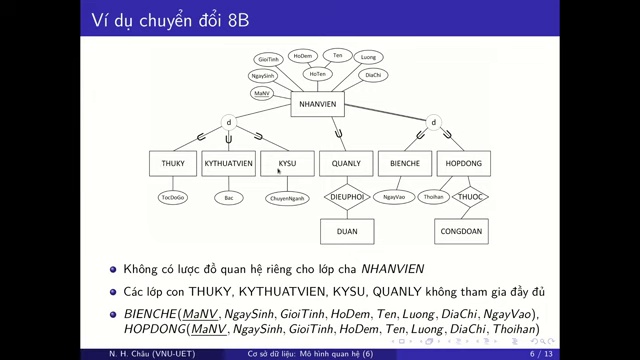 Ví dụ chuyển đổi 8B
HoDem
Ten
GioiTinh
Luong
NgaySinh
HoTen
DiaChi
MaNV
NHANVIEN
d
d
THUKY
KYTHUATVIEN
KYSU
QUANLY
BIENCHE
HOPDONG
TocDoGo
Bac
ChuyenNganh
DIEUPHOI
NgayVao
Thoihan
THUOC
DUAN
CONGDOAN
Không có lược đồ quan hệ riêng cho lớp cha NHANVIEN
Các lớp con THUKY, KYTHUATVIEN, KYSU, QUANLY không tham gia đầy đủ
BIENCHE(MaNV, NgaySinh, GioiTinh, HoDem, Ten, Luong, DiaChi, NgayVao),
HOPDONG(MaNV, NgaySinh, GioiTinh, HoDem, Ten, Luong, DiaChi, Thoihan)
N. H. Châu (VNU-UET)
Cơ sở dữ liệu: Mô hình quan hệ (6)
6 / 13